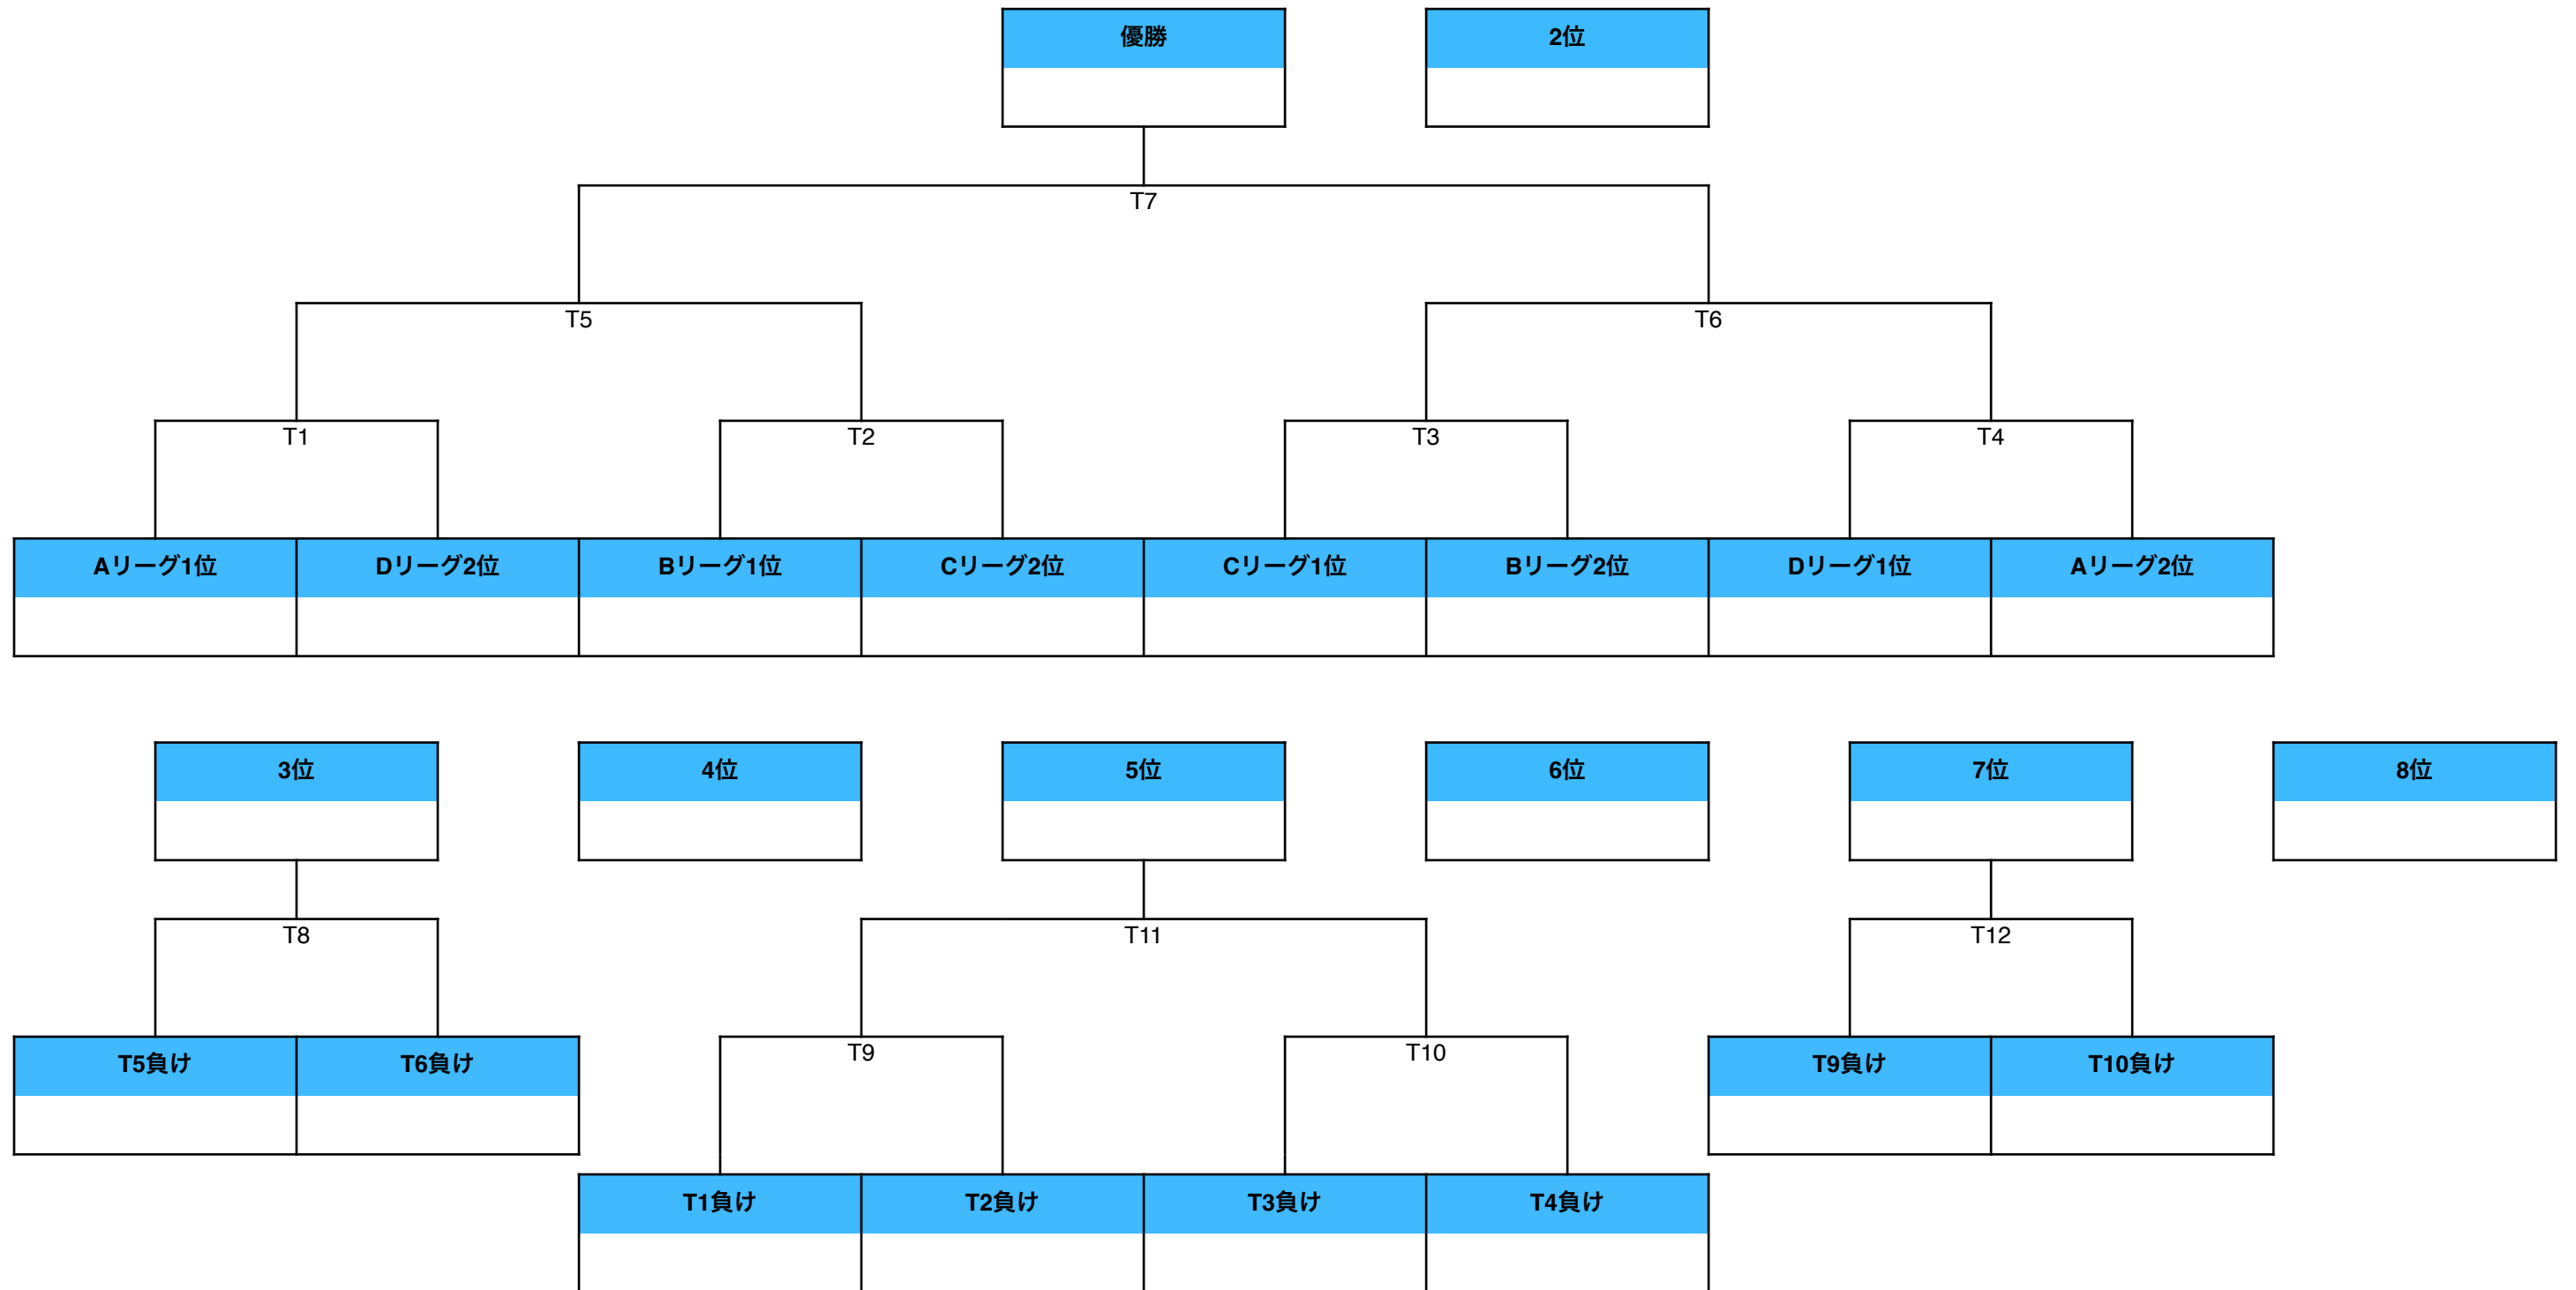 優勝
2位
T7
T5
T6
T1
T2
T3
T4
Aリーグ1位
Dリーグ2位
Bリーグ1位
Cリーグ2位
Cリーグ1位
Bリーグ2位
Dリーグ1位
Aリーグ2位
3位
4位
5位
6位
7位
8位
T8
T11
T12
T5負け
T6負け
T9
T10
T9負け
T10負け
T1負け
T2負け
T3負け
T4負け